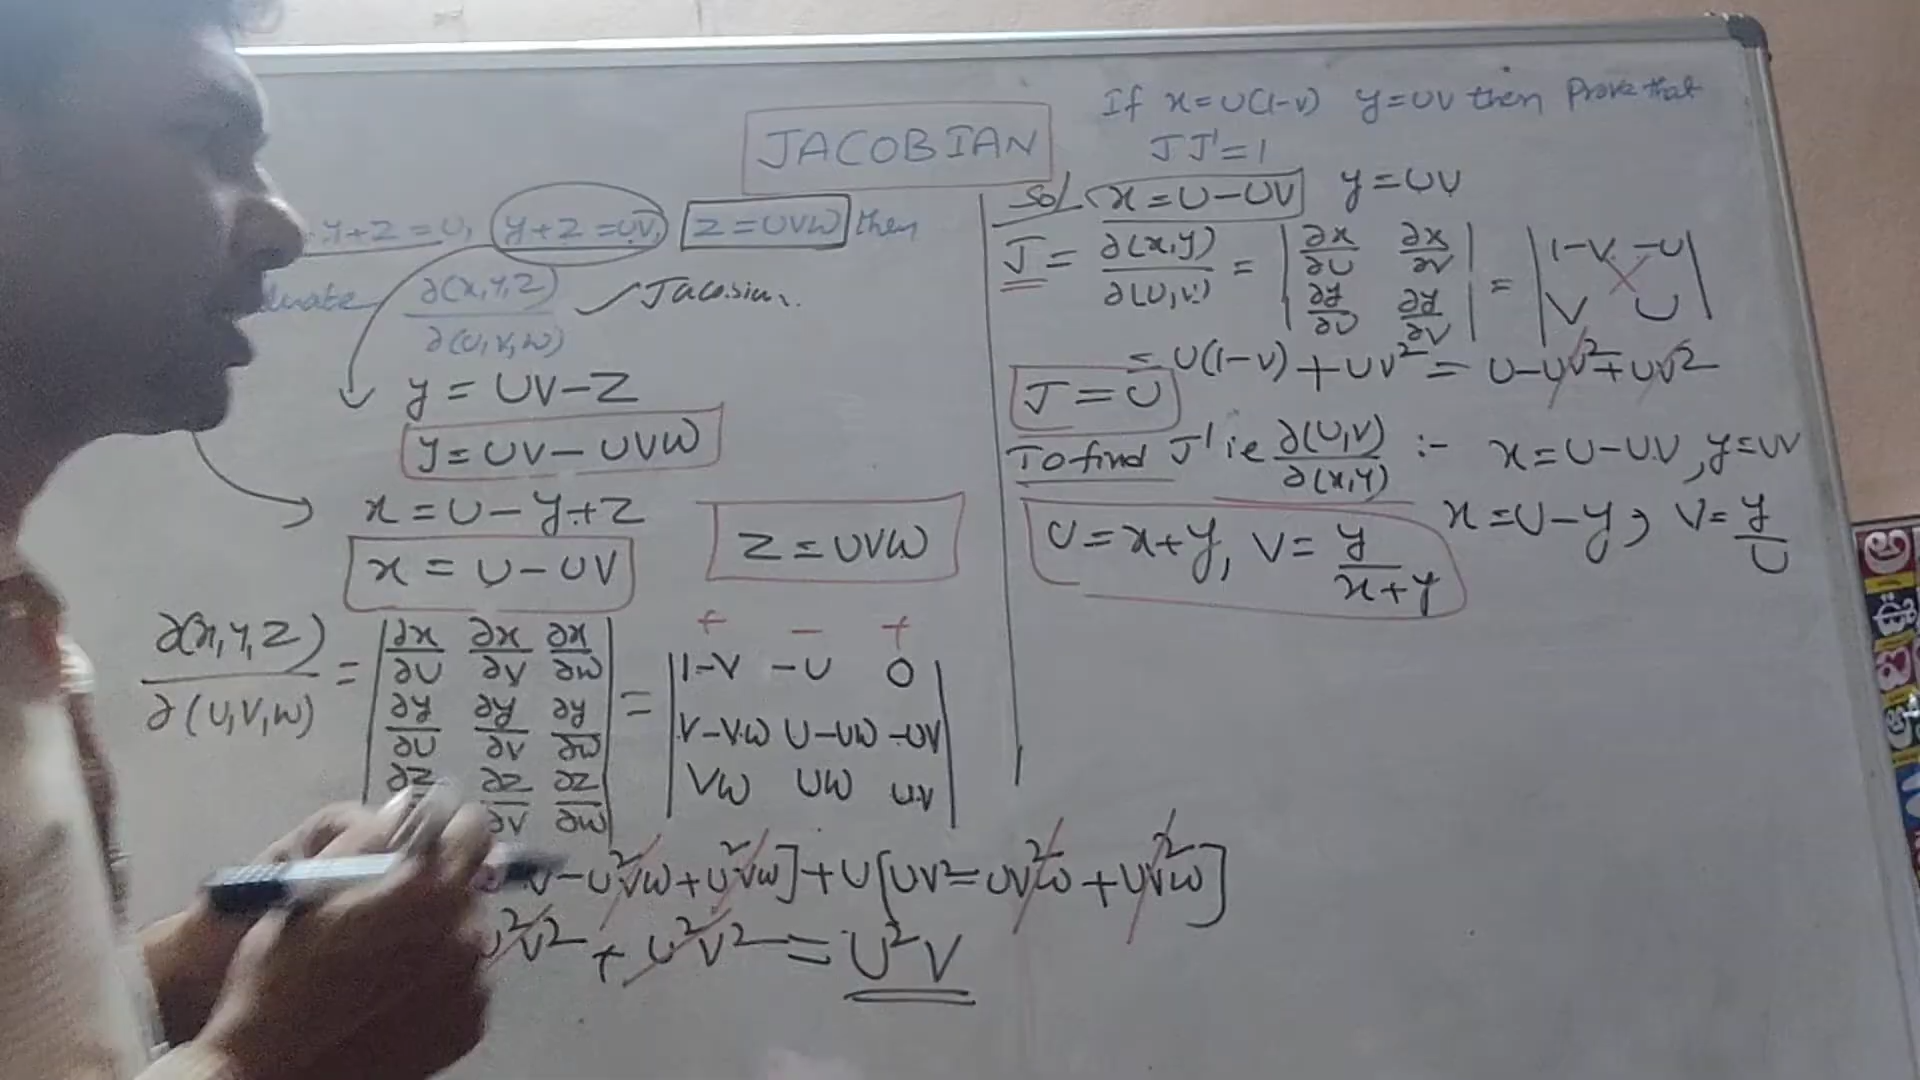 JACOBIAN
y+z=u, y+z=uv, z=uvw then
∂(x,y,z)/∂(u,v,w) Jacobian
y = uv-z
y = uv-uvw
x = u-y+z
x = u-uv
z = uvw
∂(x,y,z)/∂(u,v,w) = | ∂x/∂u ∂x/∂v ∂x/∂w | = | 1-v -u 0 |
| ∂y/∂u ∂y/∂v ∂y/∂w | | v-vw u-uw -uv |
| ∂z ∂z/∂v ∂z/∂w | | vw uw uv |
+ - +
v-u²vw+u²vw]+u[uv²-uv²w+uv²w]
u²v² + u²v² = u²v
If x=u(1-v) y=uv then Prove that
JJ'=1
Sol x=u-uv y=uv
J = ∂(x,y)/∂(u,v) = | ∂x/∂u ∂x/∂v | = | 1-v -u |
| ∂y/∂u ∂y/∂v | | v u |
= u(1-v)+uv² = u-uv²+uv²
J=u
To find J' ie ∂(u,v)/∂(x,y) :- x=u-uv, y=uv
x=u-y, v=y/u
u=x+y, v=y/(x+y)